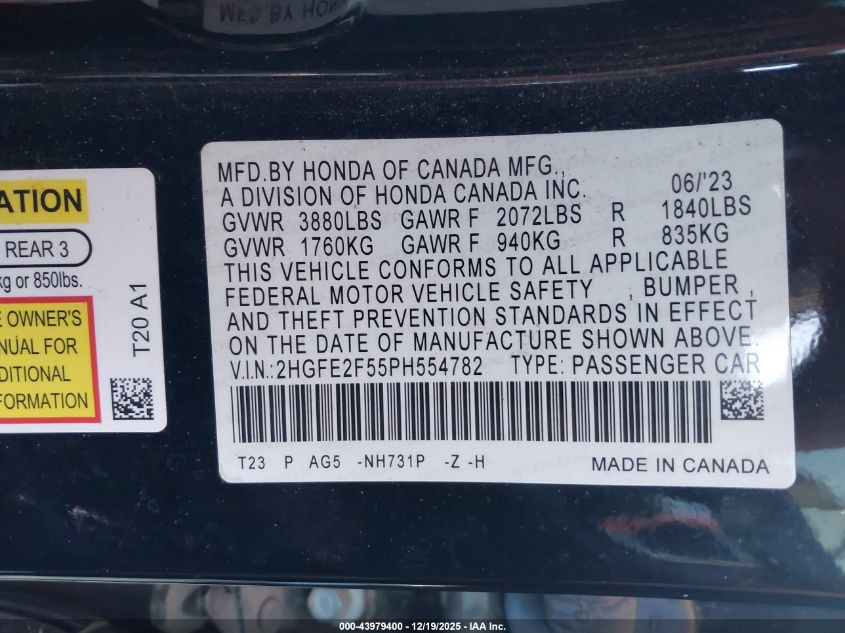 MFD.BY HONDA OF CANADA MFG.,
A DIVISION OF HONDA CANADA INC. 06/'23
GVWR 3880LBS GAWR F 2072LBS R 1840LBS
GVWR 1760KG GAWR F 940KG R 835KG
THIS VEHICLE CONFORMS TO ALL APPLICABLE
FEDERAL MOTOR VEHICLE SAFETY , BUMPER ,
AND THEFT PREVENTION STANDARDS IN EFFECT
ON THE DATE OF MANUFACTURE SHOWN ABOVE.
V.I.N.: 2HGFE2F55PH554782 TYPE: PASSENGER CAR
T23 P AG5 -NH731P -Z -H MADE IN CANADA
ATION
REAR 3
kg or 850lbs.
E OWNER'S
NUAL FOR
DITIONAL
FORMATION
T20 A1
000-43979400 - 12/19/2025 - IAA Inc.